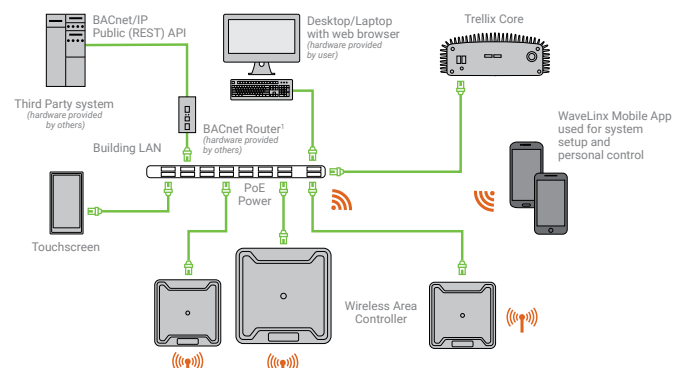 BACnet/IP
Public (REST) API
Desktop/Laptop
with web browser
(hardware provided
by user)
Trellix Core
Third Party system
(hardware provided
by others)
BACnet Router¹
(hardware provided
by others)
Building LAN
WaveLinx Mobile App
used for system
setup and
personal control
PoE
Power
Touchscreen
Wireless Area
Controller